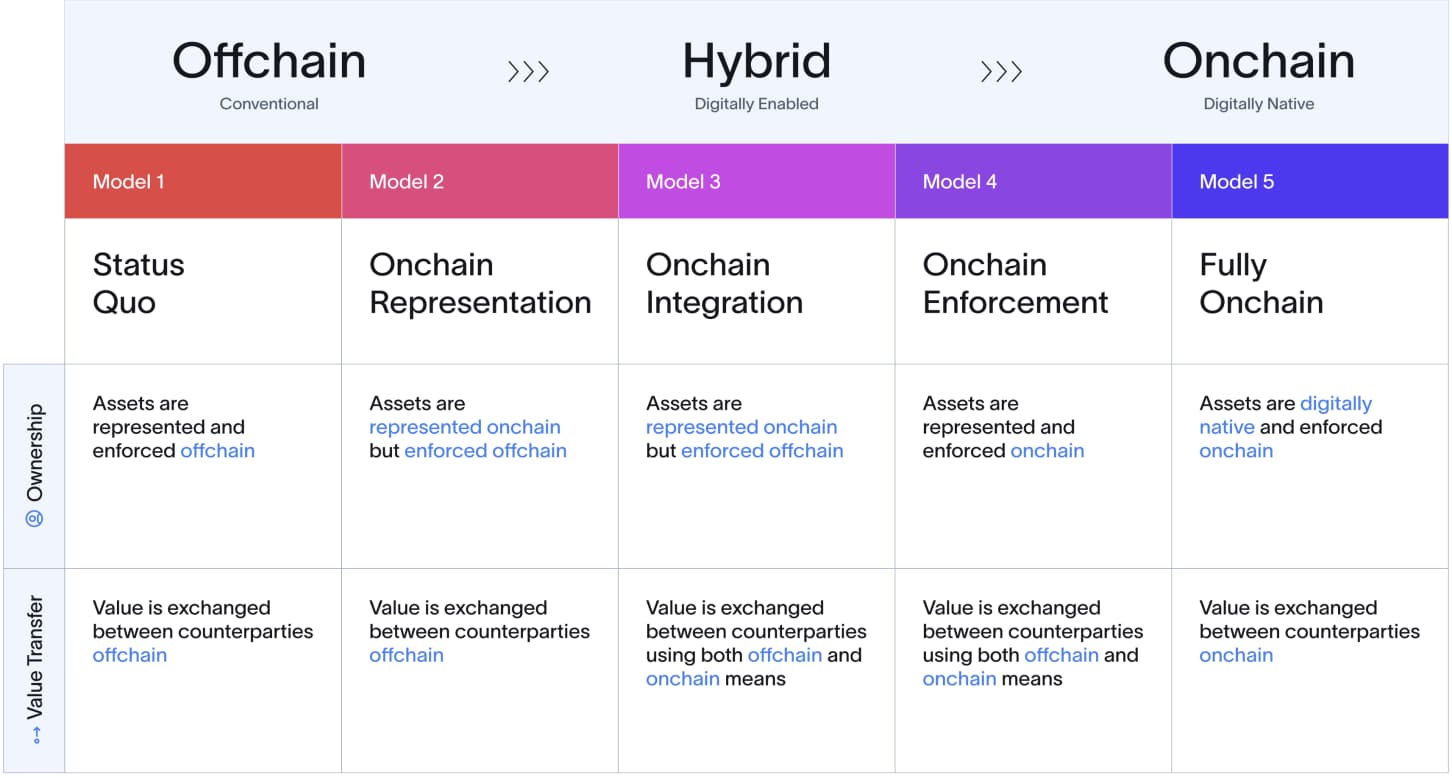 Offchain
Conventional
>>>
Hybrid
Digitally Enabled
>>>
Onchain
Digitally Native
Model 1
Model 2
Model 3
Model 4
Model 5
Status
Quo
Onchain
Representation
Onchain
Integration
Onchain
Enforcement
Fully
Onchain
Ownership
Assets are
represented and
enforced offchain
Assets are
represented onchain
but enforced offchain
Assets are
represented onchain
but enforced offchain
Assets are
represented and
enforced onchain
Assets are digitally
native and enforced
onchain
Value Transfer
Value is exchanged
between counterparties
offchain
Value is exchanged
between counterparties
offchain
Value is exchanged
between counterparties
using both offchain and
onchain means
Value is exchanged
between counterparties
using both offchain and
onchain means
Value is exchanged
between counterparties
onchain